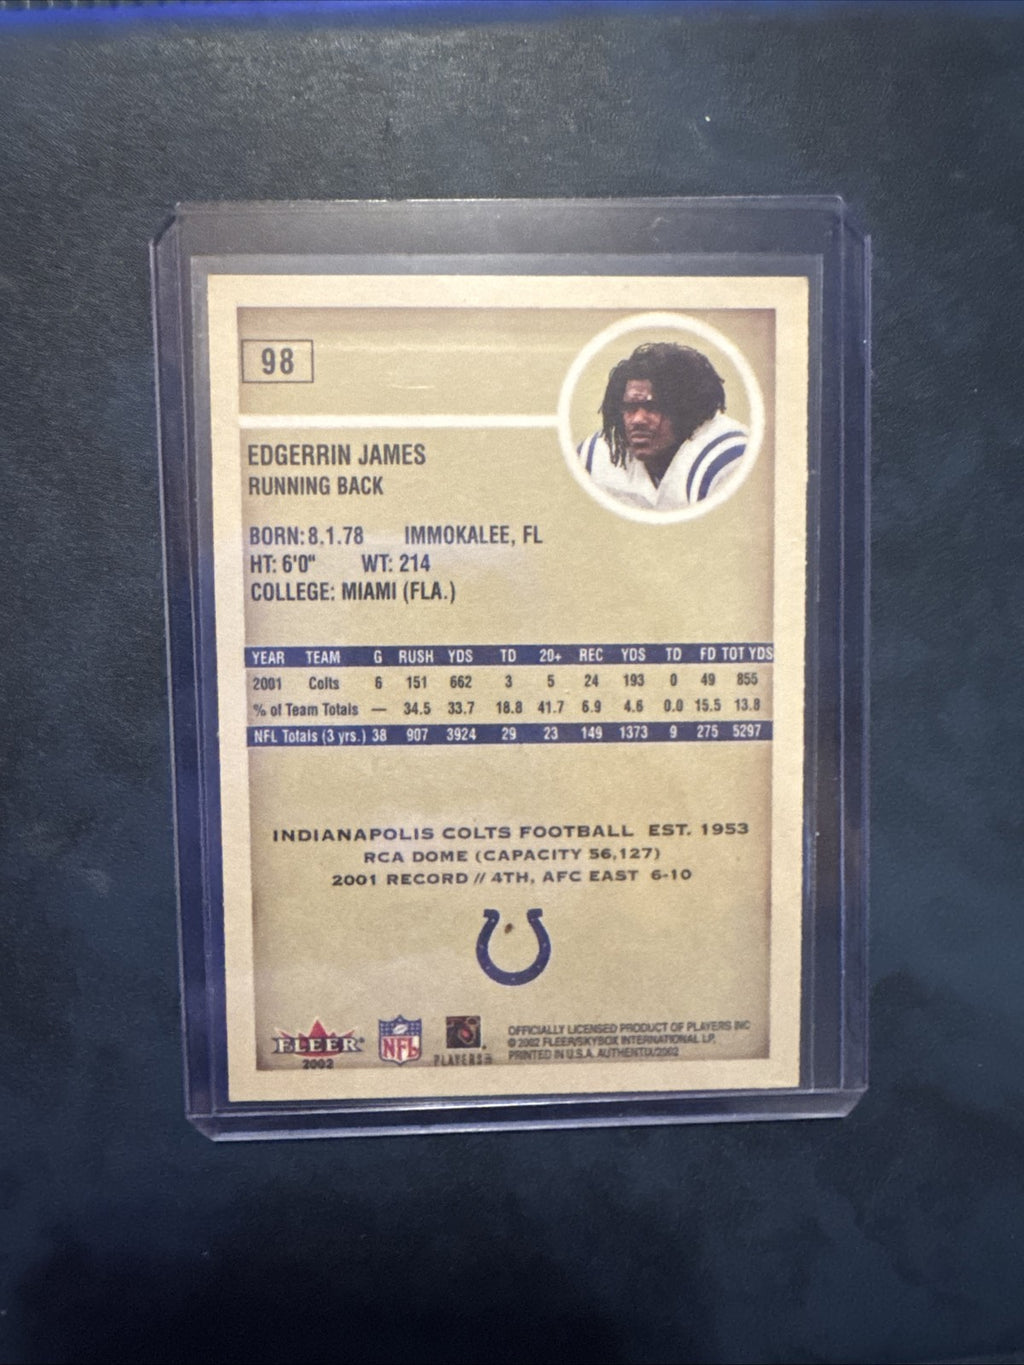 98
EDGERRIN JAMES
RUNNING BACK
BORN: 8.1.78 IMMOKALEE, FL
HT: 6'0" WT: 214
COLLEGE: MIAMI (FLA.)
YEAR TEAM G RUSH YDS TD 20+ REC YDS TD FD TOT YDS
2001 Colts 6 151 662 3 5 24 193 0 49 855
% of Team Totals — 34.5 33.7 18.8 41.7 6.9 4.6 0.0 15.5 13.8
NFL Totals (3 yrs.) 38 907 3924 29 23 149 1373 9 275 5297
INDIANAPOLIS COLTS FOOTBALL EST. 1953
RCA DOME (CAPACITY 56,127)
2001 RECORD // 4TH, AFC EAST 6-10
FLEER
2002
NFL
PLAYERS INC
OFFICIALLY LICENSED PRODUCT OF PLAYERS INC
© 2002 FLEER/SKYBOX INTERNATIONAL LP.
PRINTED IN U.S.A. AUTHENTIX/2002